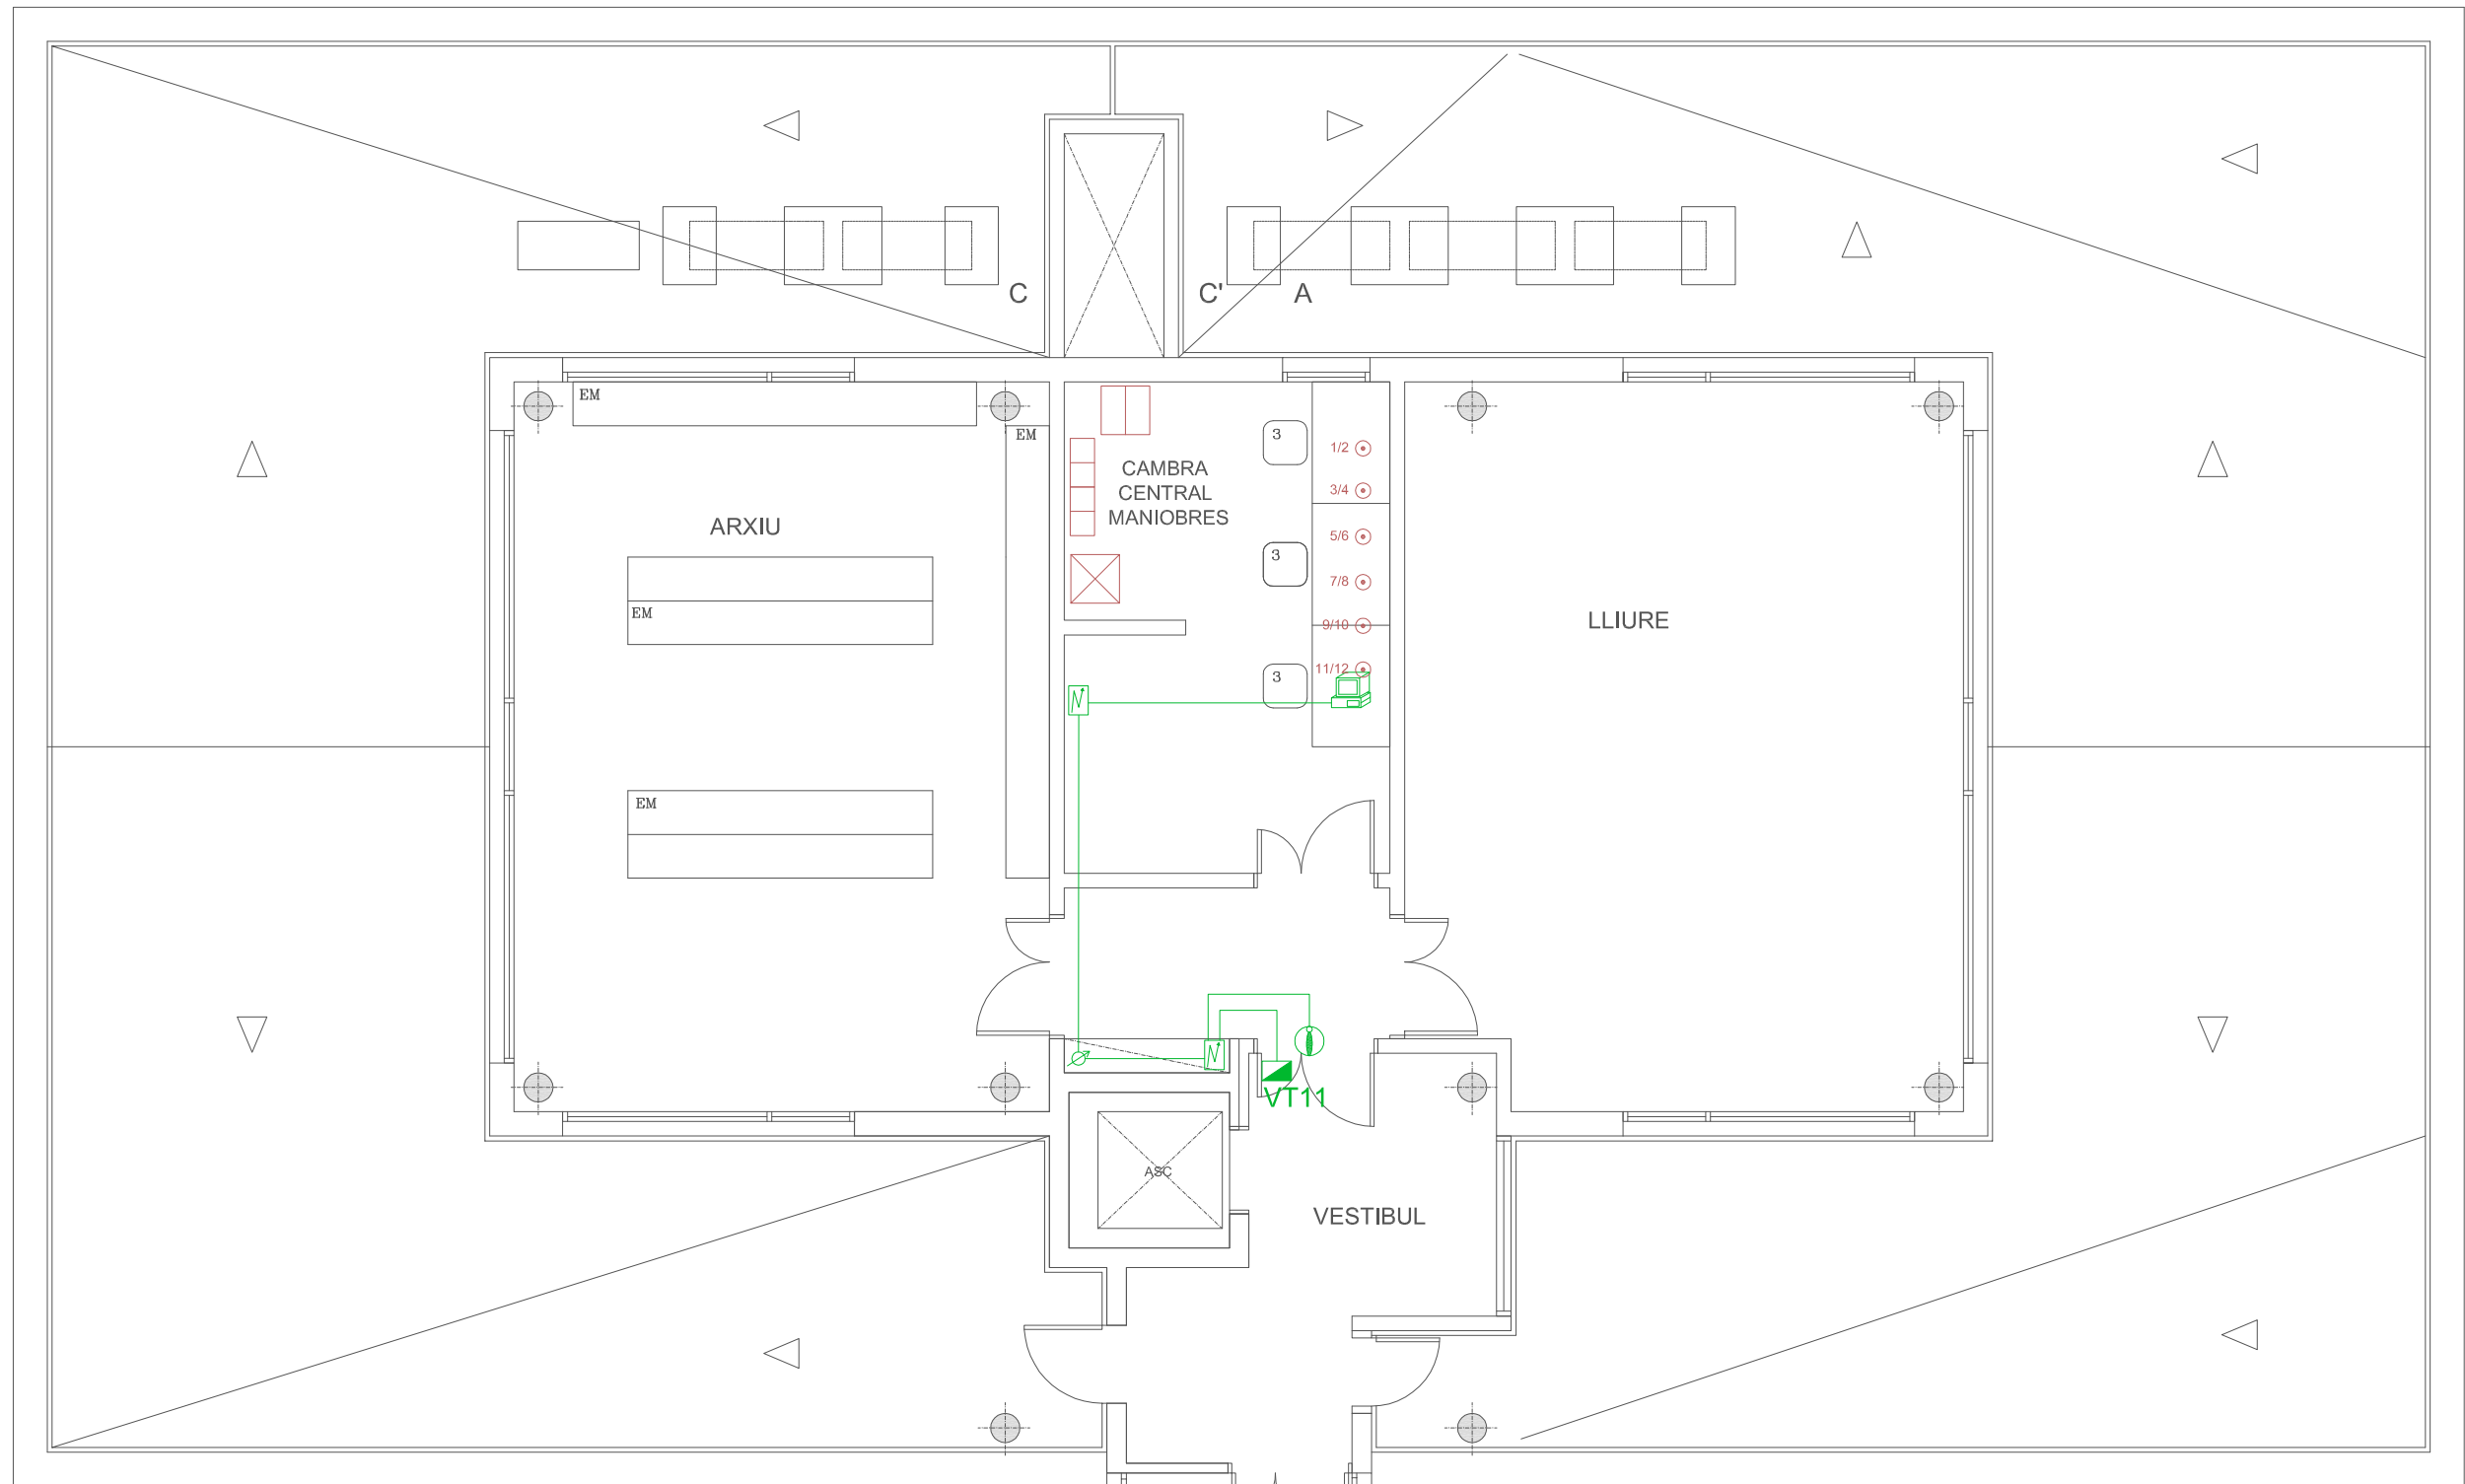 C
C'
A
EM
EM
3
1/2
CAMBRA
CENTRAL
MANIOBRES
3/4
ARXIU
5/6
3
7/8
EM
9/10
LLIURE
11/12
3
EM
VT11
ASC
VESTIBUL